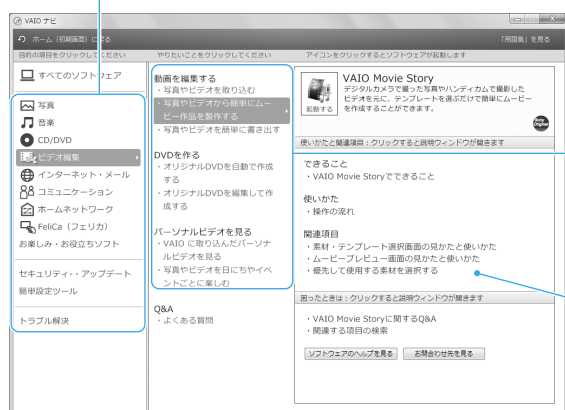 VAIO ナビ
ホーム（初期画面）に戻る
「用語集」を見る
目的の項目をクリックしてください
やりたいことをクリックしてください
アイコンをクリックするとソフトウェアが起動します
すべてのソフトウェア
写真
音楽
CD/DVD
ビデオ編集
インターネット・メール
コミュニケーション
ホームネットワーク
FeliCa（フェリカ）
お楽しみ・お役立ちソフト
セキュリティ・アップデート
簡単設定ツール
トラブル解決
動画を編集する
・写真やビデオを取り込む
・写真やビデオから簡単にムー
ビー作品を製作する
・写真やビデオを簡単に書き出す
DVDを作る
・オリジナルDVDを自動で作成
する
・オリジナルDVDを編集して作
成する
パーソナルビデオを見る
・VAIO に取り込んだパーソナ
ルビデオを見る
・写真やビデオを日にちやイベ
ントごとに楽しむ
Q&A
・よくある質問
起動する
VAIO Movie Story
デジタルカメラで撮った写真やハンディカムで撮影した
ビデオを元に、テンプレートを選ぶだけで簡単にムービー
を作成することができます。
Sony
Original
使いかたと関連項目：クリックすると説明ウィンドウが開きます
できること
・VAIO Movie Storyでできること
使いかた
・操作の流れ
関連項目
・素材・テンプレート選択画面の見かたと使いかた
・ムービープレビュー画面の見かたと使いかた
・優先して使用する素材を選択する
困ったときは：クリックすると説明ウィンドウが開きます
・VAIO Movie Storyに関するQ&A
・関連する項目の検索
ソフトウェアのヘルプを見る
お問合わせ先を見る